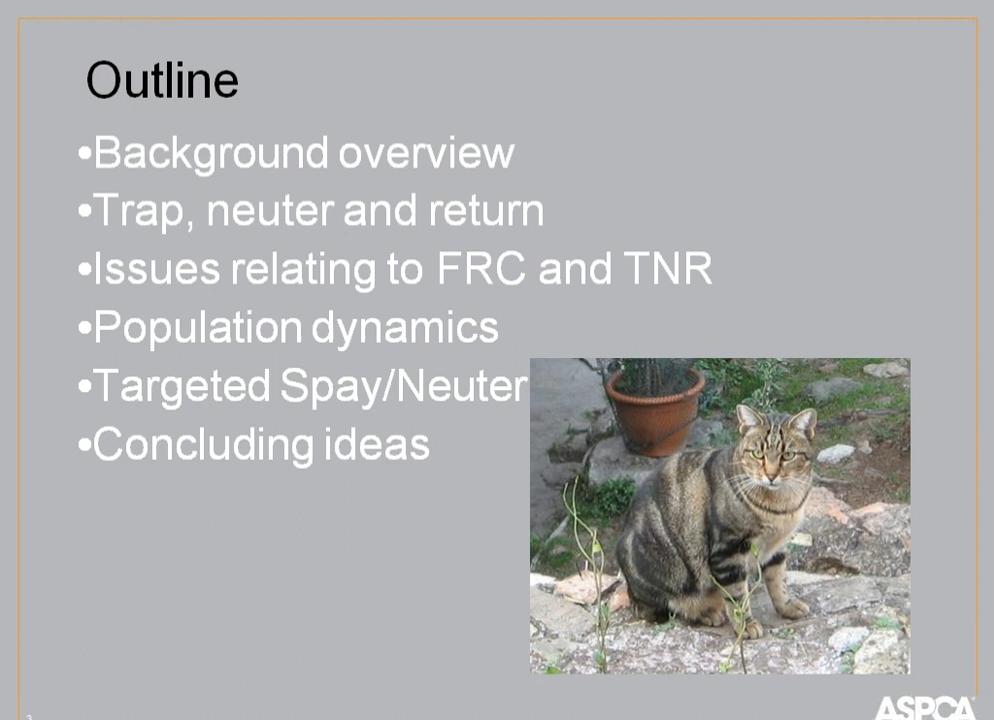 Outline
•Background overview
•Trap, neuter and return
•Issues relating to FRC and TNR
•Population dynamics
•Targeted Spay/Neuter
•Concluding ideas
3
ASPCA